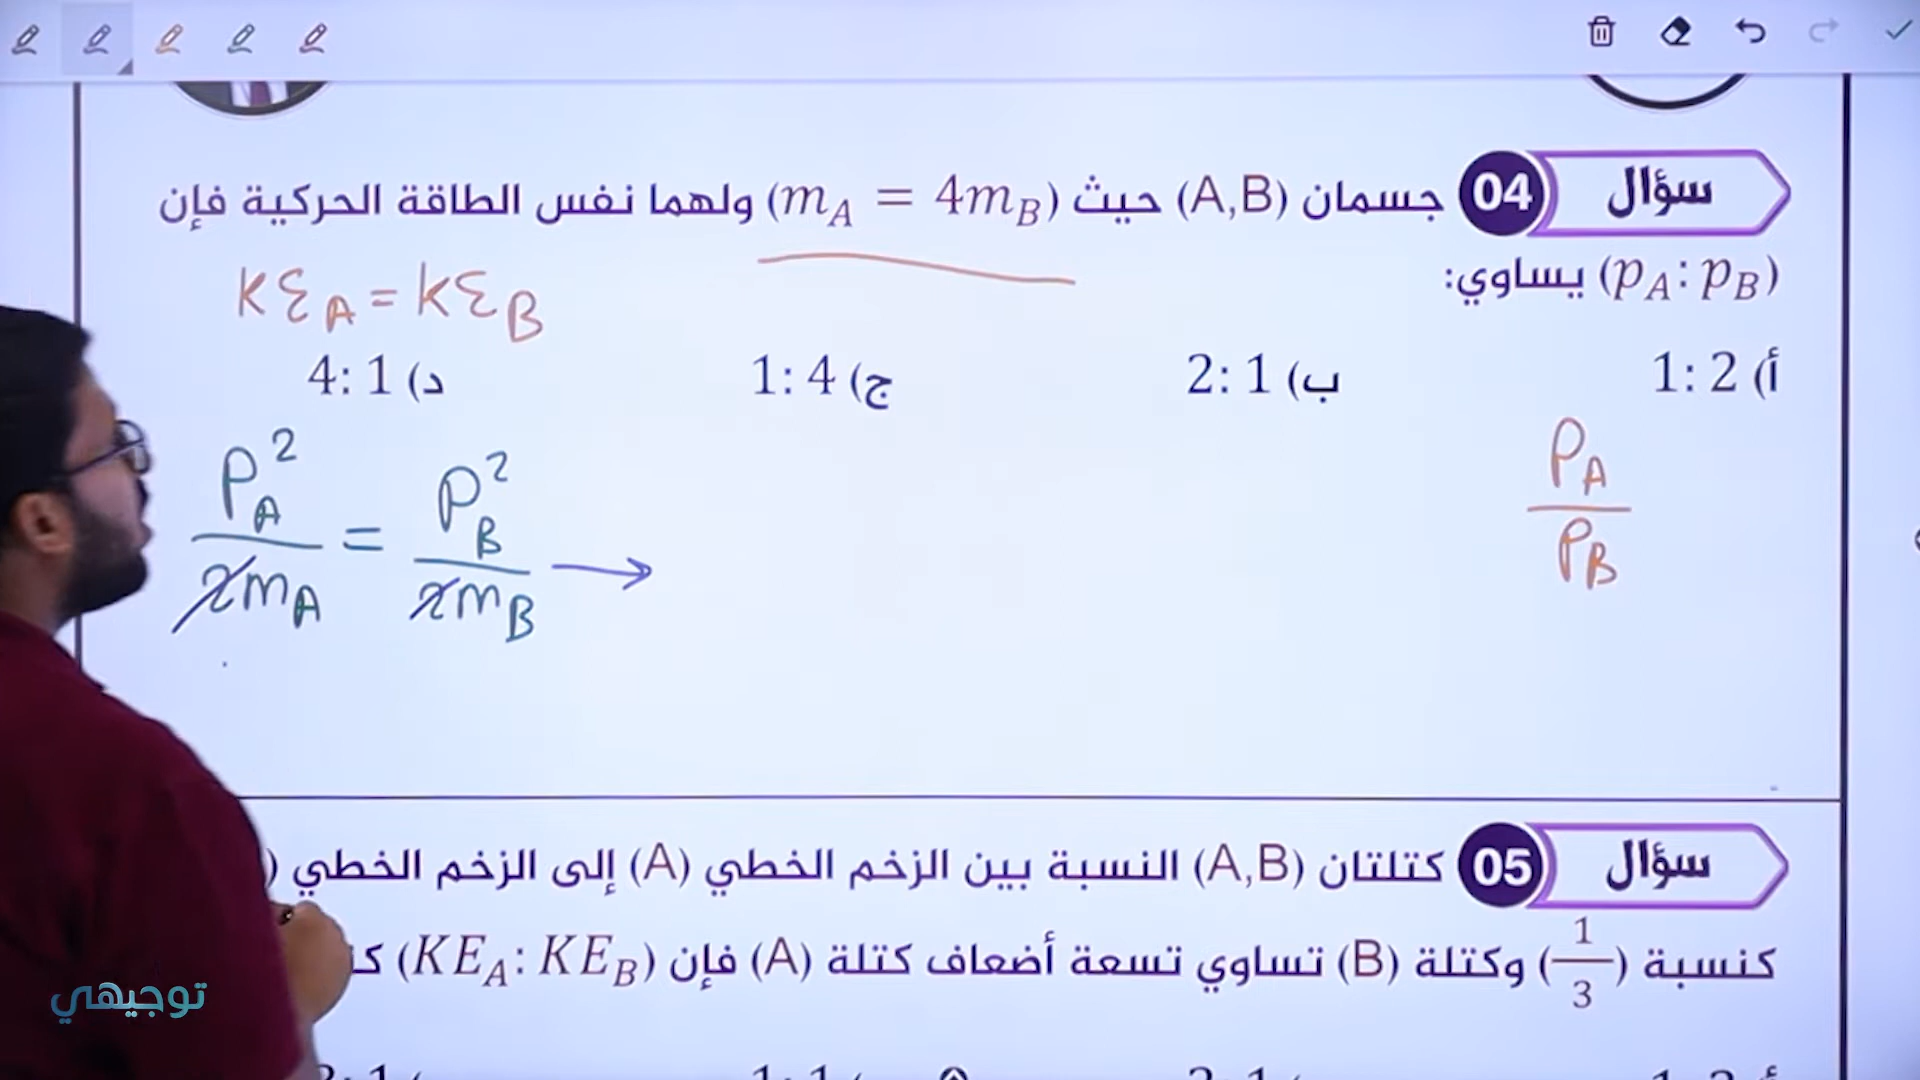 سؤال 04 جسمان (A,B) حيث (m_A = 4m_B) ولهما نفس الطاقة الحركية فإن
(p_A : p_B) يساوي:
KE_A = KE_B
أ) 1: 2 ب) 2: 1 ج) 1: 4 د) 4: 1
P_A^2 / 2m_A = P_B^2 / 2m_B →
P_A / P_B
سؤال 05 كتلتان (A,B) النسبة بين الزخم الخطي (A) إلى الزخم الخطي (
كنسبة (1/3) وكتلة (B) تساوي تسعة أضعاف كتلة (A) فإن (KE_A : KE_B)
توجيهي